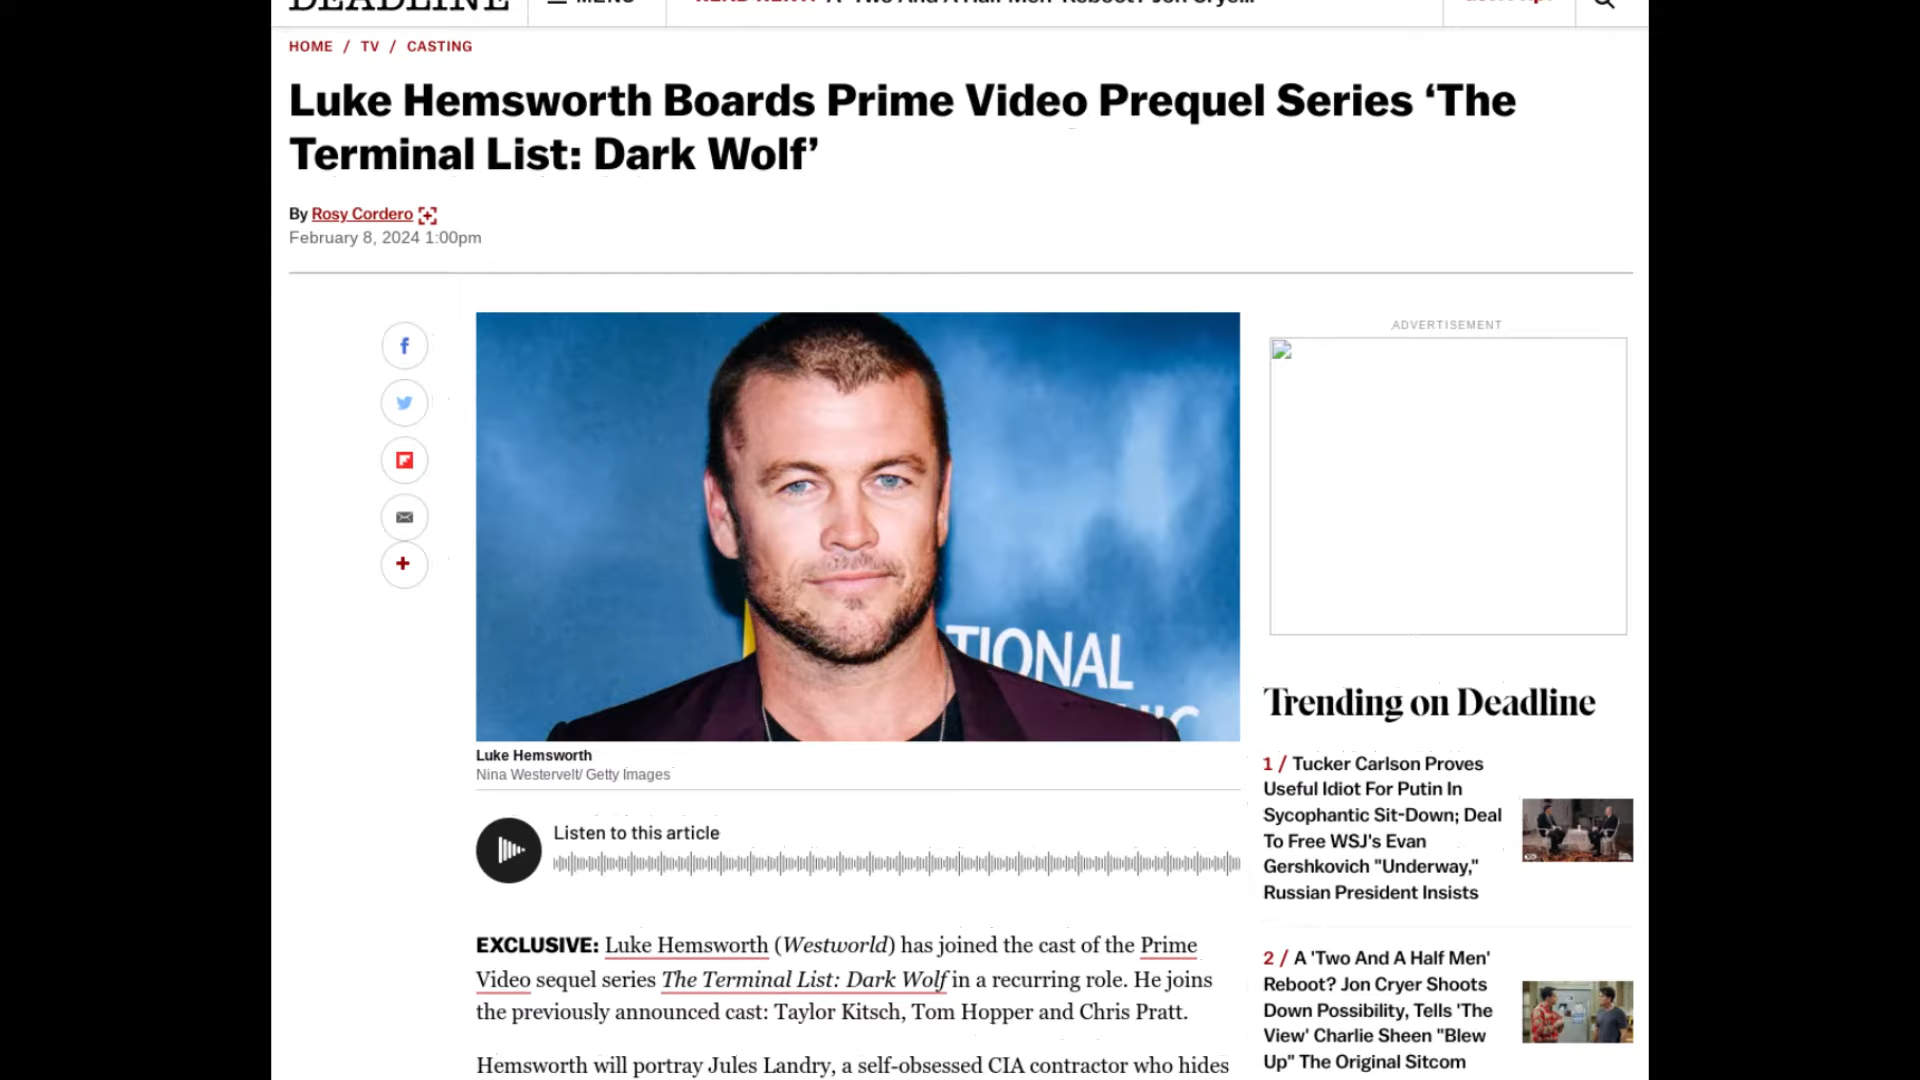 DEADLINE
MENU
HOME / TV / CASTING
Luke Hemsworth Boards Prime Video Prequel Series ‘The
Terminal List: Dark Wolf’
By Rosy Cordero
February 8, 2024 1:00pm
ADVERTISEMENT
TIONAL
Luke Hemsworth
Nina Westervelt/ Getty Images
Listen to this article
EXCLUSIVE: Luke Hemsworth (Westworld) has joined the cast of the Prime
Video sequel series The Terminal List: Dark Wolf in a recurring role. He joins
the previously announced cast: Taylor Kitsch, Tom Hopper and Chris Pratt.
Hemsworth will portray Jules Landry, a self-obsessed CIA contractor who hides
Trending on Deadline
1 / Tucker Carlson Proves
Useful Idiot For Putin In
Sycophantic Sit-Down; Deal
To Free WSJ's Evan
Gershkovich "Underway,"
Russian President Insists
2 / A 'Two And A Half Men'
Reboot? Jon Cryer Shoots
Down Possibility, Tells 'The
View' Charlie Sheen "Blew
Up" The Original Sitcom